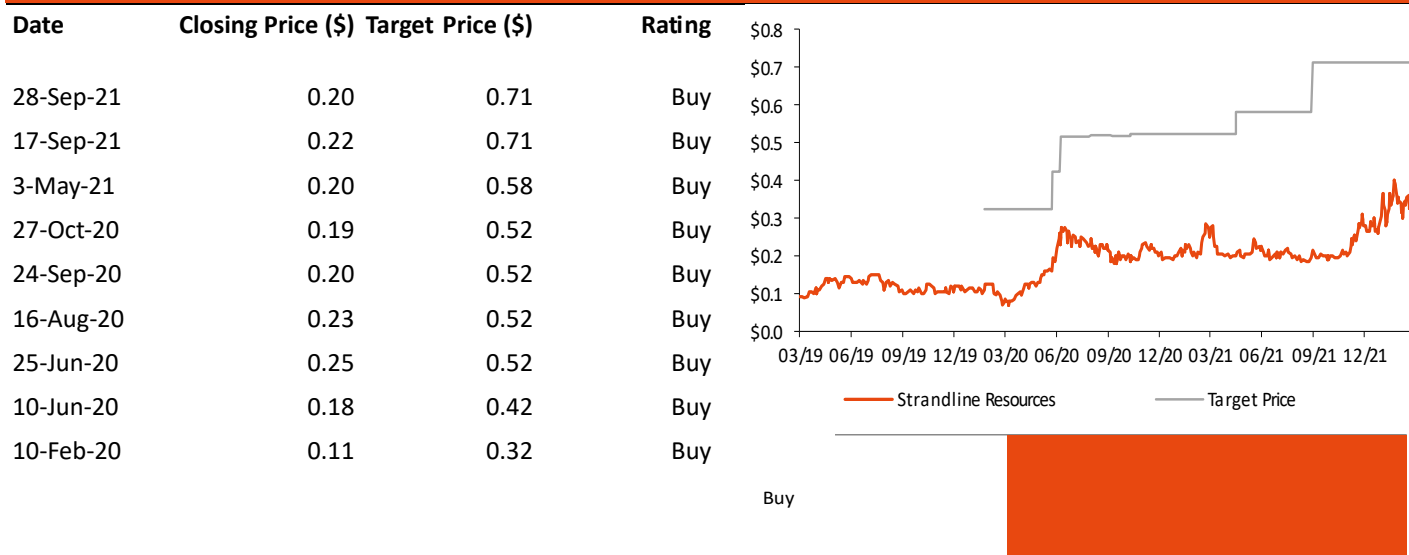 Date Closing Price ($) Target Price ($) Rating
28-Sep-21 0.20 0.71 Buy
17-Sep-21 0.22 0.71 Buy
3-May-21 0.20 0.58 Buy
27-Oct-20 0.19 0.52 Buy
24-Sep-20 0.20 0.52 Buy
16-Aug-20 0.23 0.52 Buy
25-Jun-20 0.25 0.52 Buy
10-Jun-20 0.18 0.42 Buy
10-Feb-20 0.11 0.32 Buy
$0.8
$0.7
$0.6
$0.5
$0.4
$0.3
$0.2
$0.1
$0.0
03/19 06/19 09/19 12/19 03/20 06/20 09/20 12/20 03/21 06/21 09/21 12/21
Strandline Resources Target Price
Buy